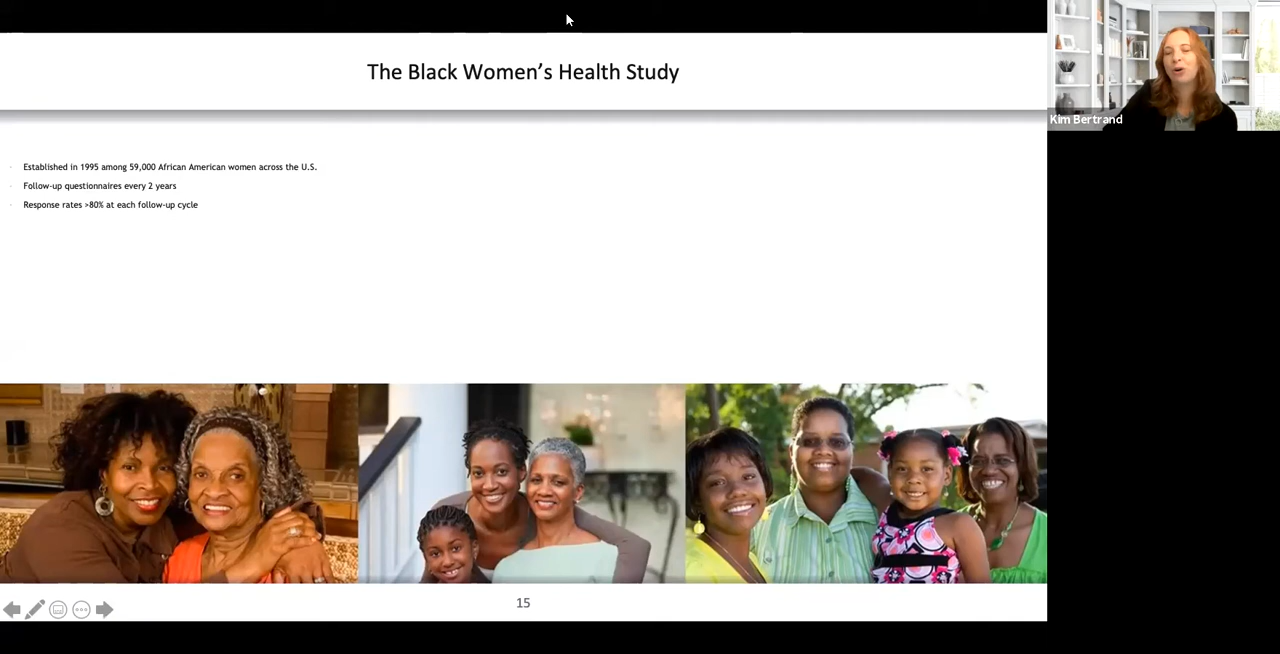 The Black Women's Health Study
Kim Bertrand
Established in 1995 among 59,000 African American women across the U.S.
Follow-up questionnaires every 2 years
Response rates >80% at each follow-up cycle
15